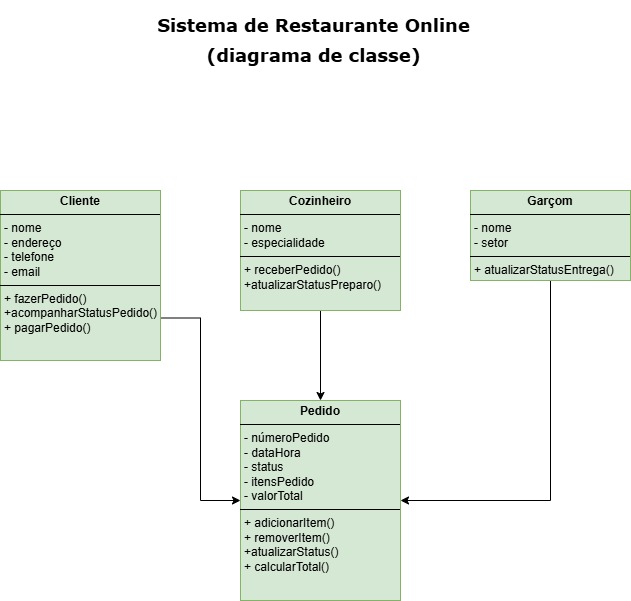 Sistema de Restaurante Online
(diagrama de classe)
Cliente
- nome
- endereço
- telefone
- email
+ fazerPedido()
+acompanharStatusPedido()
+ pagarPedido()
Cozinheiro
- nome
- especialidade
+ receberPedido()
+atualizarStatusPreparo()
Garçom
- nome
- setor
+ atualizarStatusEntrega()
Pedido
- númeroPedido
- dataHora
- status
- itensPedido
- valorTotal
+ adicionarItem()
+ removerItem()
+atualizarStatus()
+ calcularTotal()